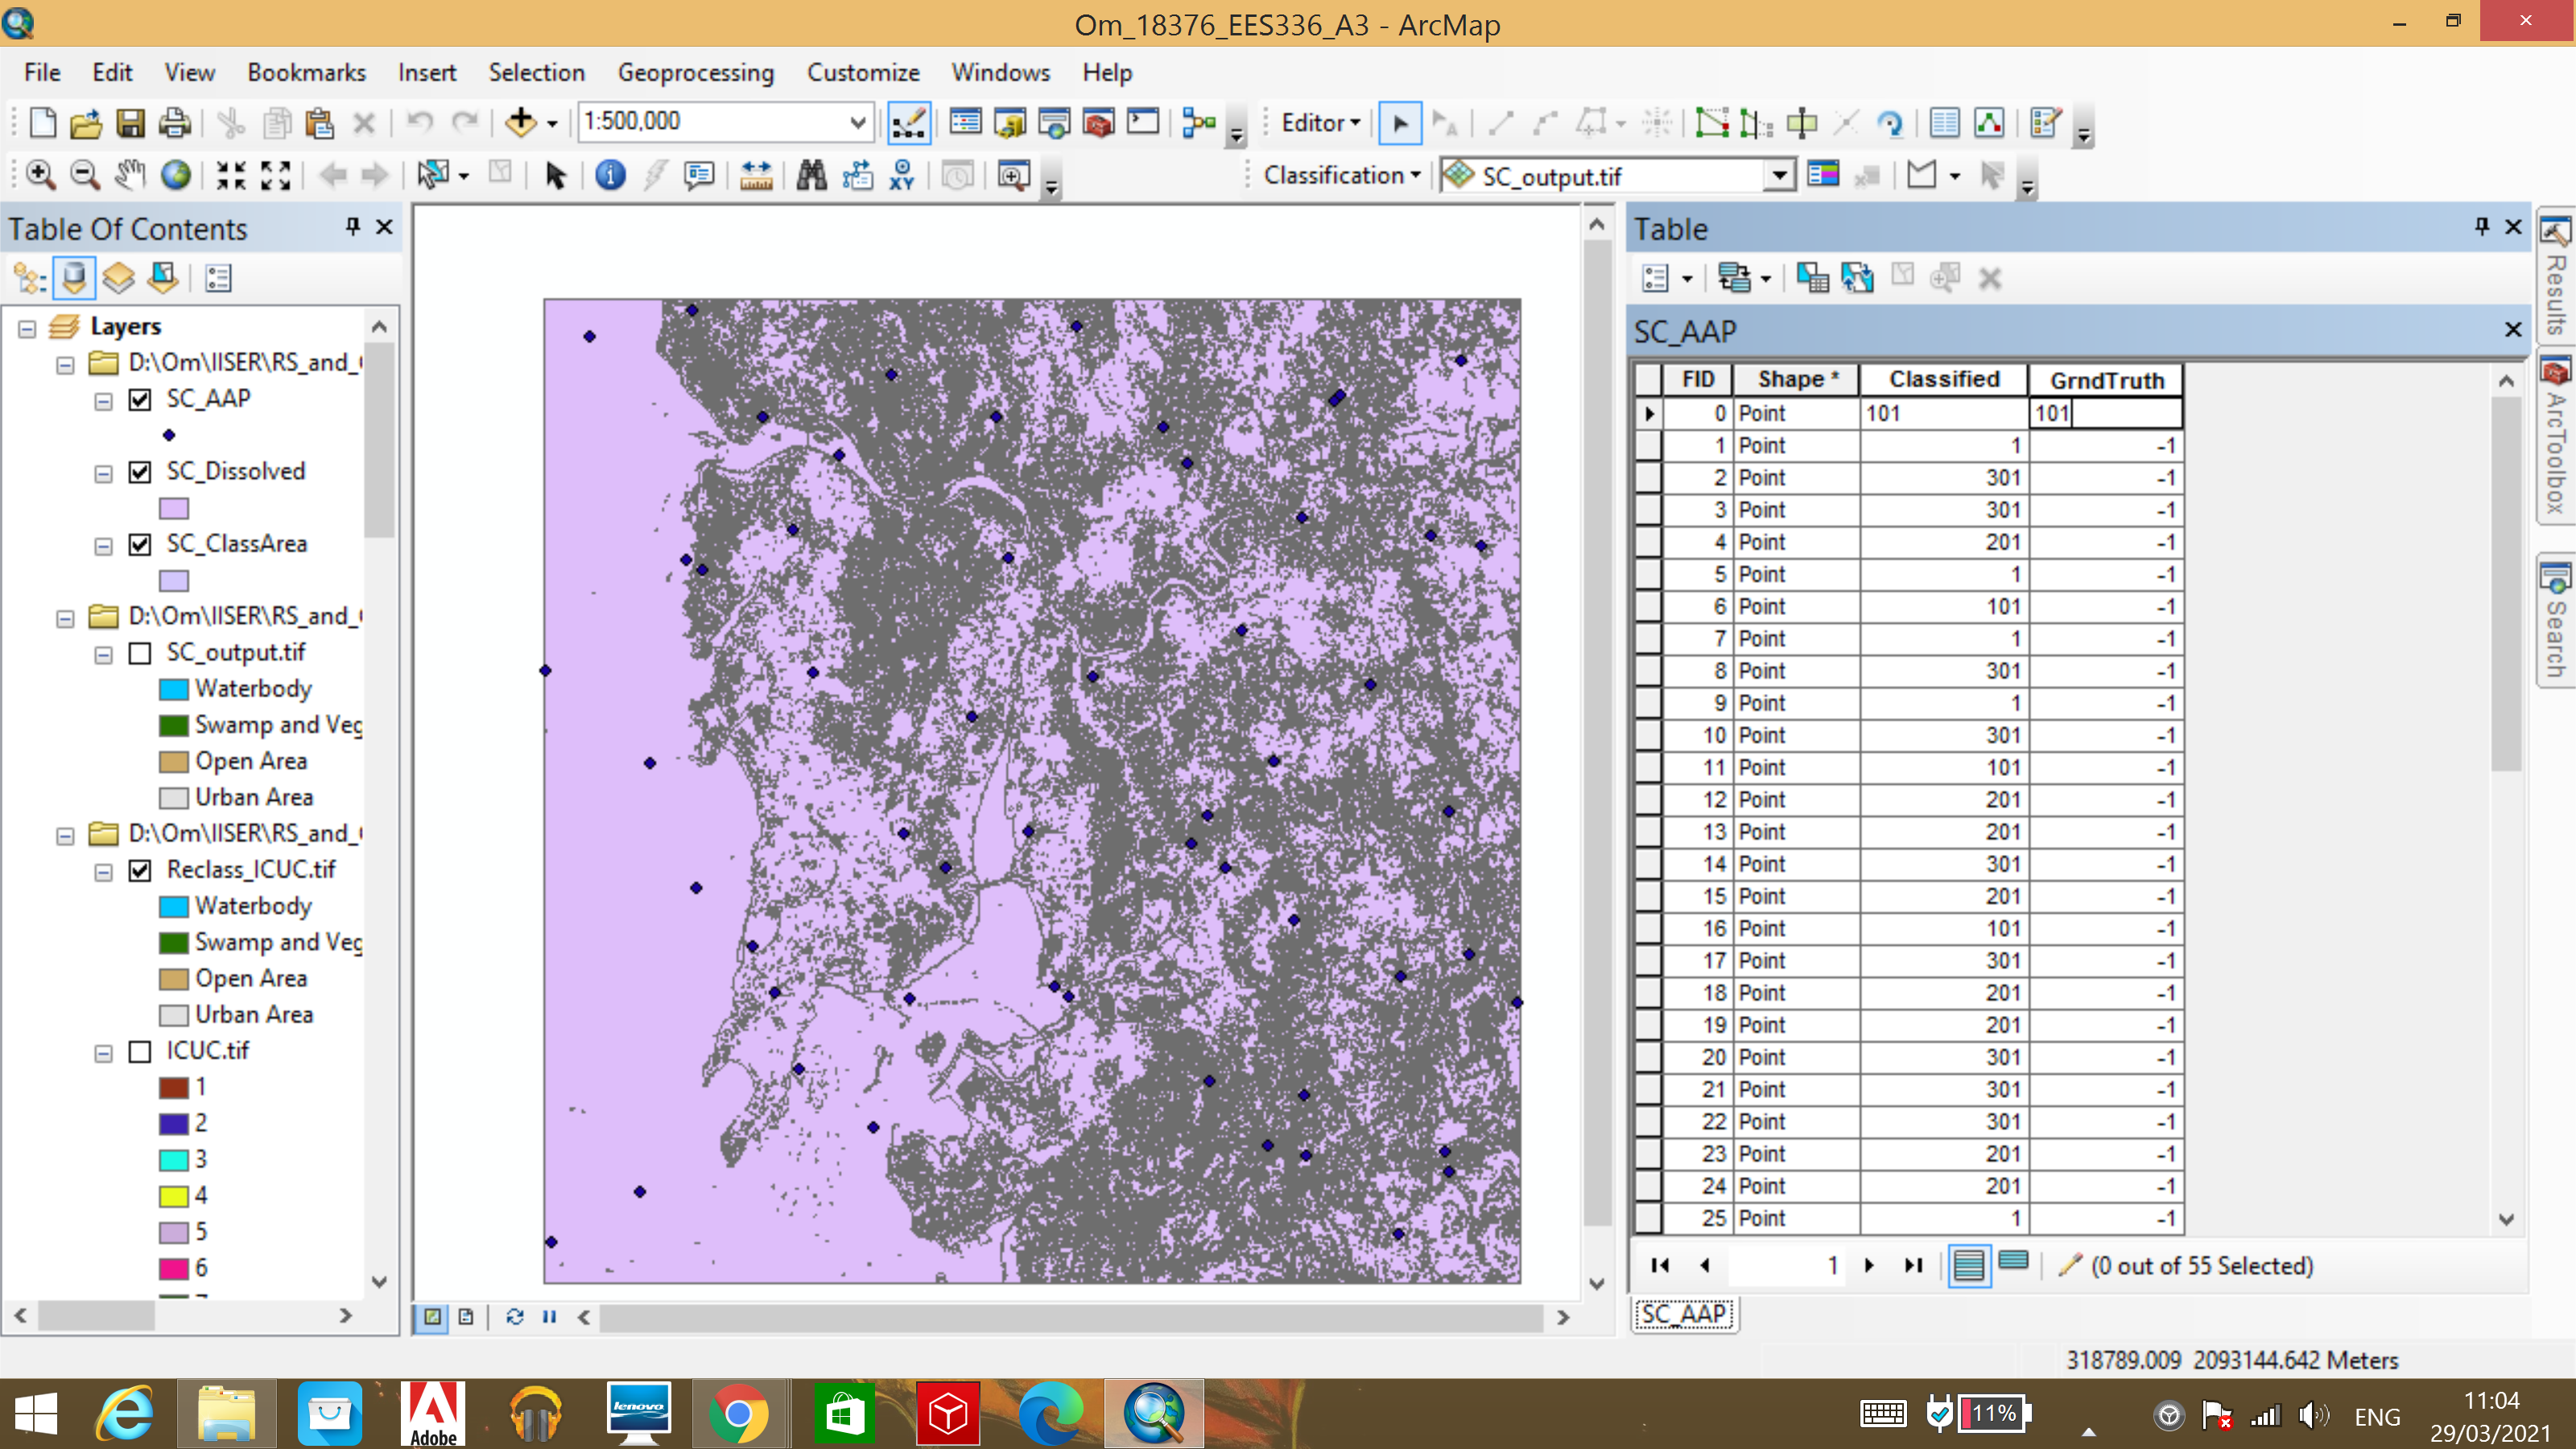 Om_18376_EES336_A3 - ArcMap
File Edit View Bookmarks Insert Selection Geoprocessing Customize Windows Help
1:500,000
Editor
Classification
SC_output.tif
Table Of Contents
Layers
D:\Om\IISER\RS_and_
SC_AAP
SC_Dissolved
SC_ClassArea
D:\Om\IISER\RS_and_
SC_output.tif
Waterbody
Swamp and Veg
Open Area
Urban Area
D:\Om\IISER\RS_and_
Reclass_ICUC.tif
Waterbody
Swamp and Veg
Open Area
Urban Area
ICUC.tif
1
2
3
4
5
6
Table
SC_AAP
FID Shape * Classified GrndTruth
0 Point 101 101
1 Point 1 -1
2 Point 301 -1
3 Point 301 -1
4 Point 201 -1
5 Point 1 -1
6 Point 101 -1
7 Point 1 -1
8 Point 301 -1
9 Point 1 -1
10 Point 301 -1
11 Point 101 -1
12 Point 201 -1
13 Point 201 -1
14 Point 301 -1
15 Point 201 -1
16 Point 101 -1
17 Point 301 -1
18 Point 201 -1
19 Point 201 -1
20 Point 301 -1
21 Point 301 -1
22 Point 301 -1
23 Point 201 -1
24 Point 201 -1
25 Point 1 -1
1
(0 out of 55 Selected)
SC_AAP
Results
ArcToolbox
Search
318789.009 2093144.642 Meters
Adobe
lenovo
11%
ENG
11:04
29/03/2021